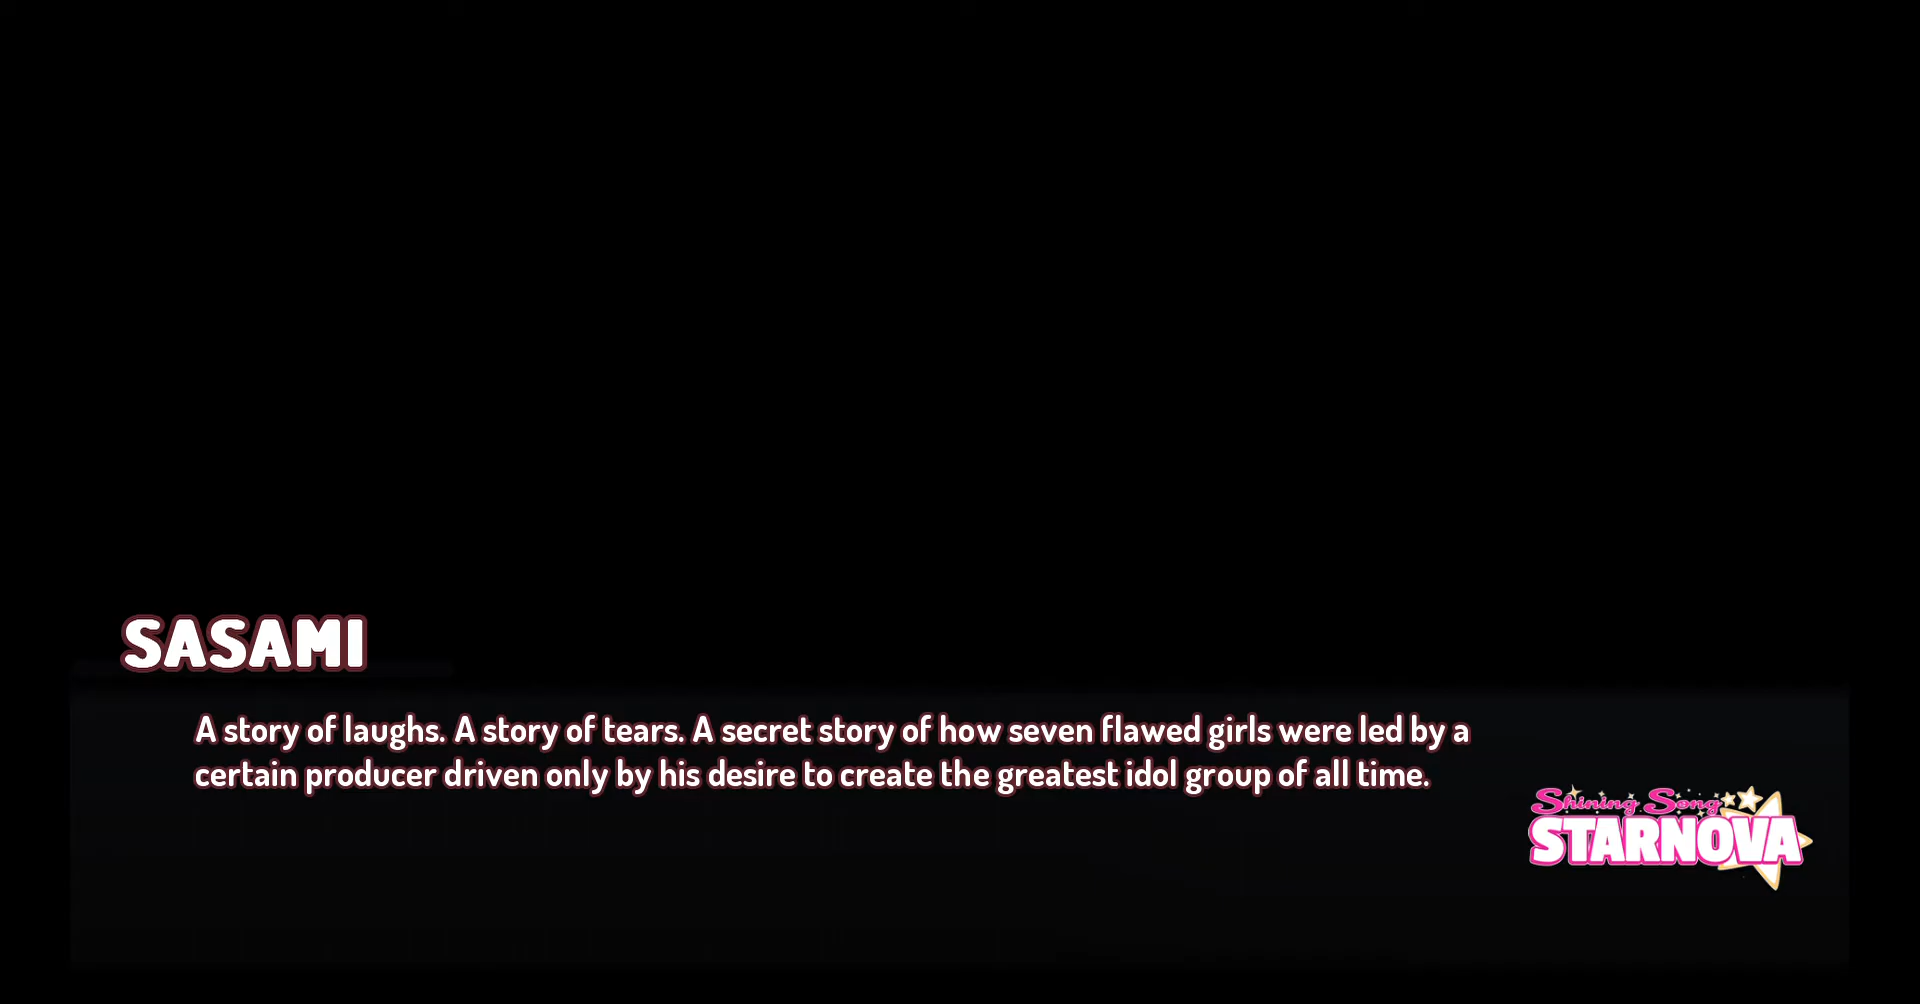 SASAMI
A story of laughs. A story of tears. A secret story of how seven flawed girls were led by a
certain producer driven only by his desire to create the greatest idol group of all time.
Shining Song
STARNOVA